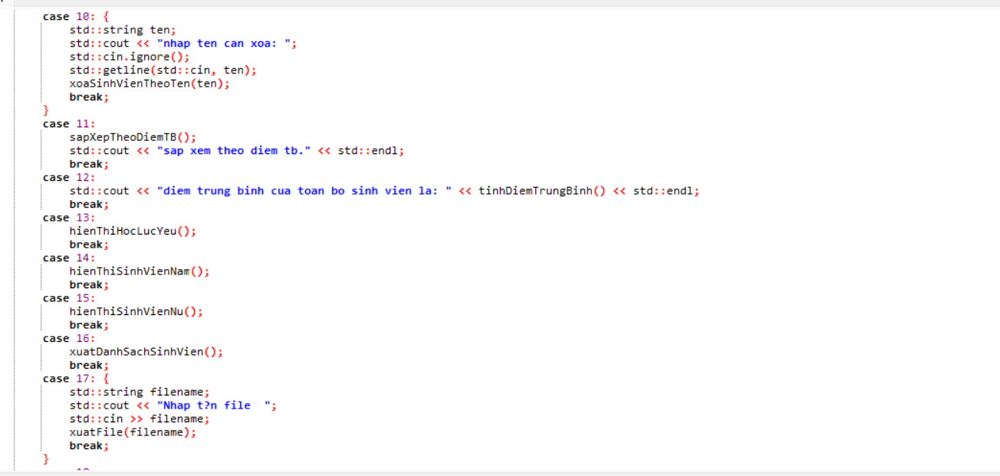 case 10: {
std::string ten;
std::cout << "nhap ten can xoa: ";
std::cin.ignore();
std::getline(std::cin, ten);
xoaSinhVienTheoTen(ten);
break;
}
case 11:
sapXepTheoDiemTB();
std::cout << "sap xem theo diem tb." << std::endl;
break;
case 12:
std::cout << "diem trung binh cua toan bo sinh vien la: " << tinhDiemTrungBinh() << std::endl;
break;
case 13:
hienThiHocLucYeu();
break;
case 14:
hienThiSinhVienNam();
break;
case 15:
hienThiSinhVienNu();
break;
case 16:
xuatDanhSachSinhVien();
break;
case 17: {
std::string filename;
std::cout << "Nhap t?n file  ";
std::cin >> filename;
xuatFile(filename);
break;
}